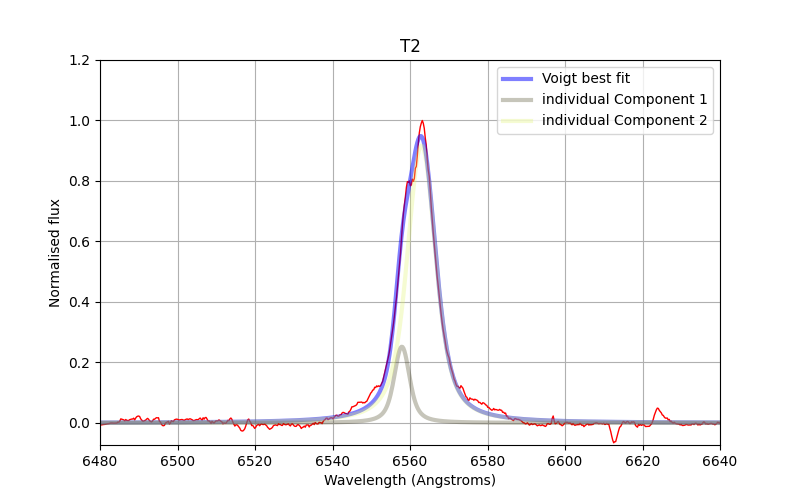 T2
1.2
1.0
0.8
0.6
0.4
0.2
0.0
Normalised flux
Voigt best fit
individual Component 1
individual Component 2
6480 6500 6520 6540 6560 6580 6600 6620 6640
Wavelength (Angstroms)